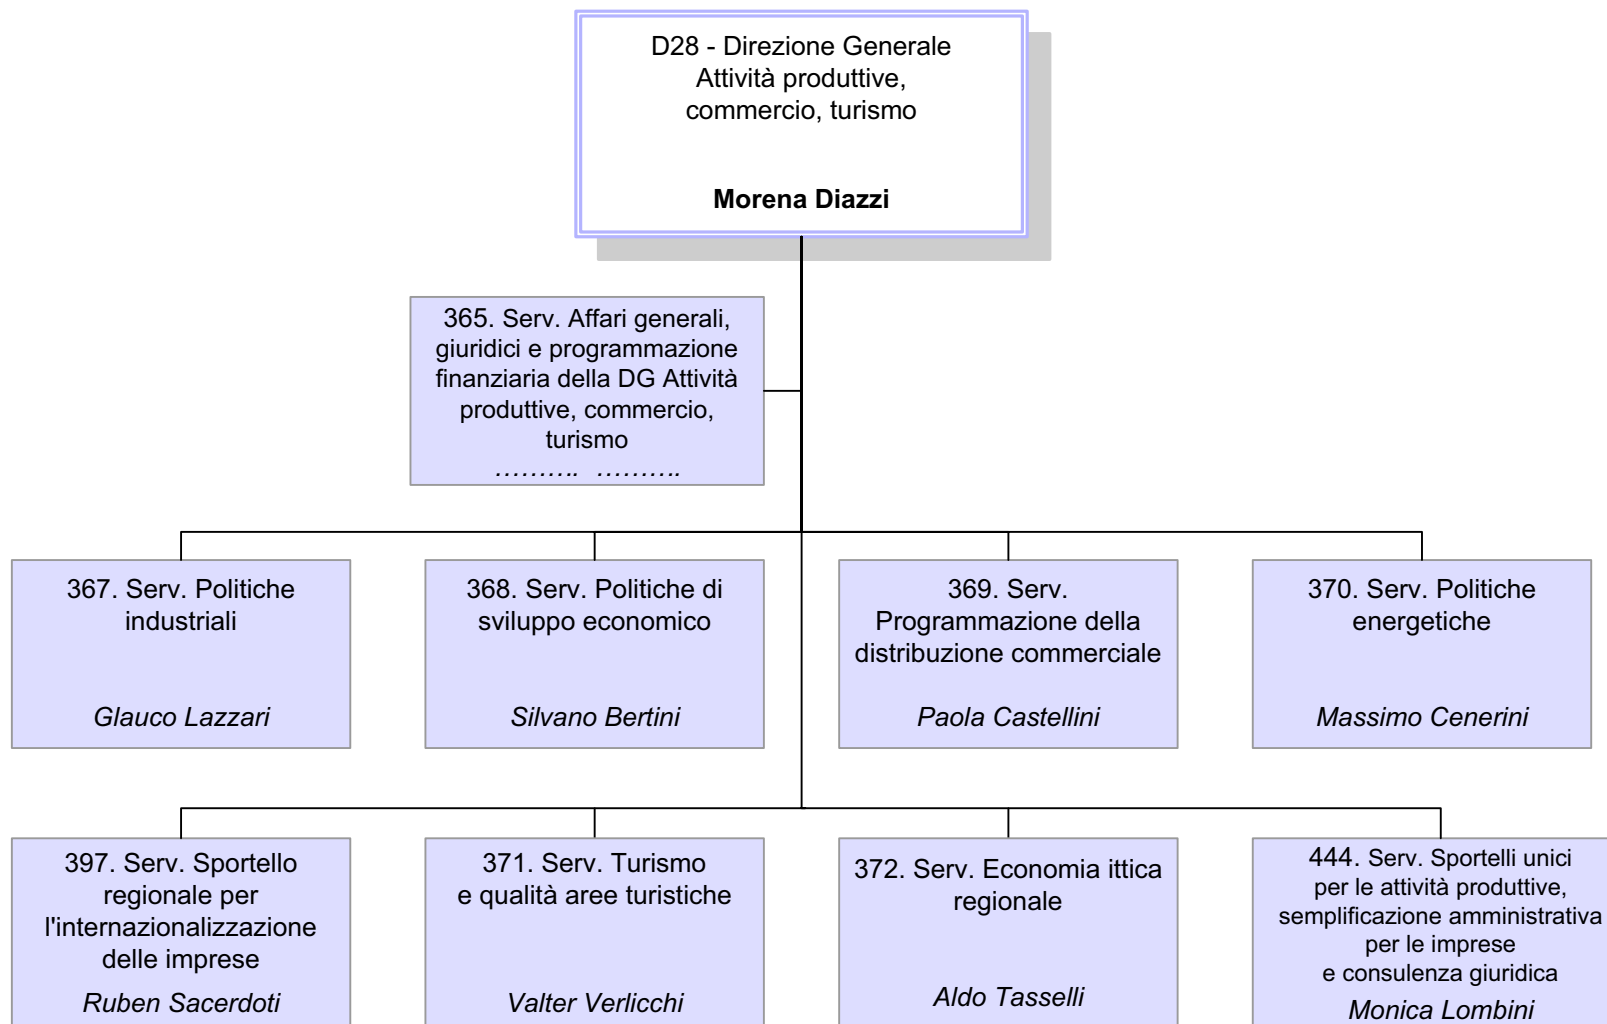 D28 - Direzione Generale
Attività produttive,
commercio, turismo
Morena Diazzi
365. Serv. Affari generali,
giuridici e programmazione
finanziaria della DG Attività
produttive, commercio,
turismo
………. ……….
367. Serv. Politiche
industriali
Glauco Lazzari
368. Serv. Politiche di
sviluppo economico
Silvano Bertini
369. Serv.
Programmazione della
distribuzione commerciale
Paola Castellini
370. Serv. Politiche
energetiche
Massimo Cenerini
397. Serv. Sportello
regionale per
l'internazionalizzazione
delle imprese
Ruben Sacerdoti
371. Serv. Turismo
e qualità aree turistiche
Valter Verlicchi
372. Serv. Economia ittica
regionale
Aldo Tasselli
444. Serv. Sportelli unici
per le attività produttive,
semplificazione amministrativa
per le imprese
e consulenza giuridica
Monica Lombini